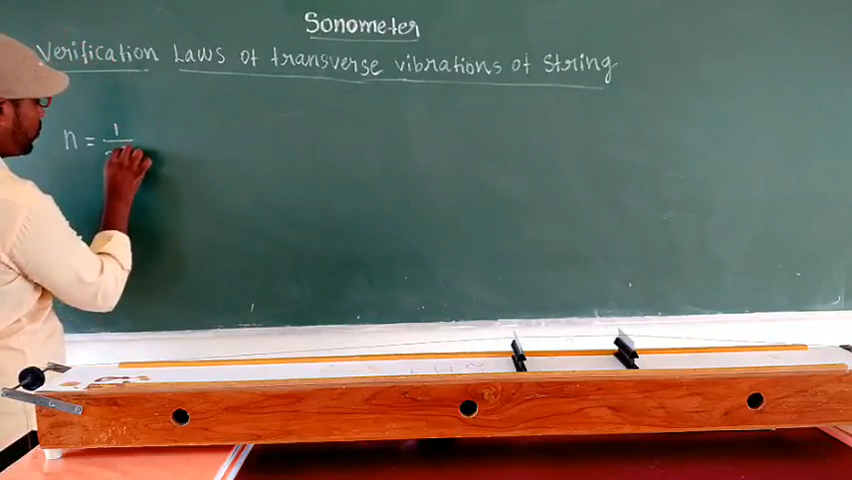 Sonometer
Verification Laws of transverse vibrations of String
n = 1